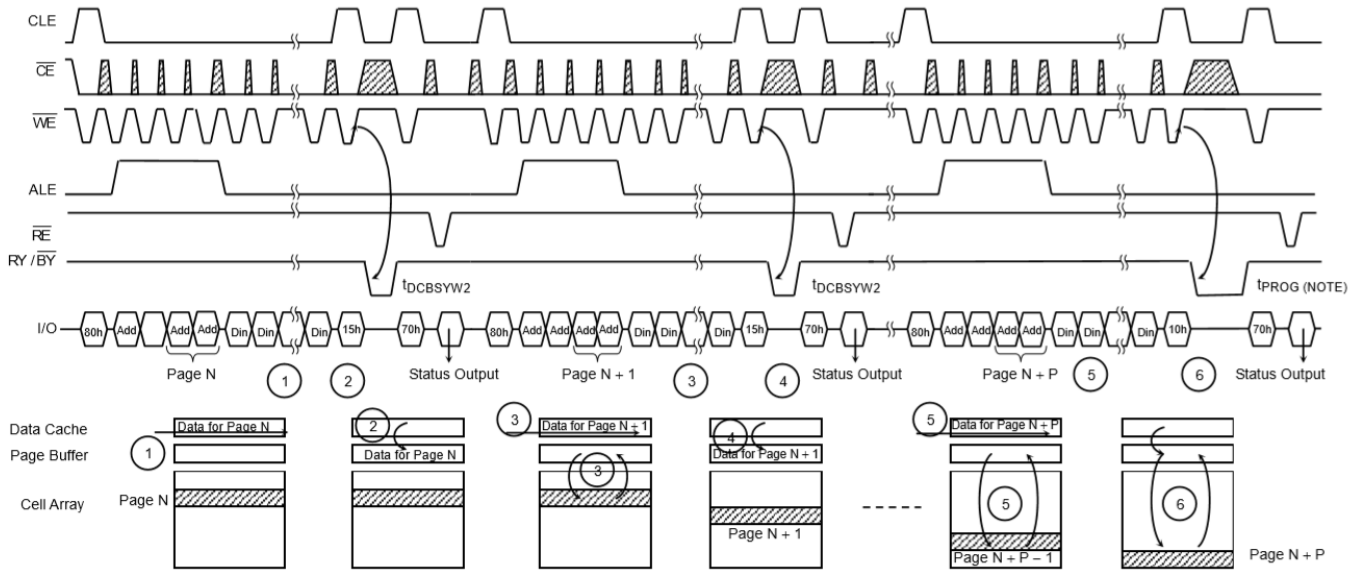 CLE
CE
WE
ALE
RE
RY / BY
tDCBSYW2 tDCBSYW2 tPROG (NOTE)
I/O 80h Add Add Add Din Din Din 15h 70h 80h Add Add Add Add Din Din Din 15h 70h 80h Add Add Add Add Din Din Din 10h 70h
Page N 1 2 Status Output Page N + 1 3 4 Status Output Page N + P 5 6 Status Output
Data Cache Data for Page N 2 3 Data for Page N + 1 5 Data for Page N + P
Page Buffer 1 Data for Page N 3 4 Data for Page N + 1
Cell Array Page N Page N + 1 5 Page N + P − 1 6 Page N + P